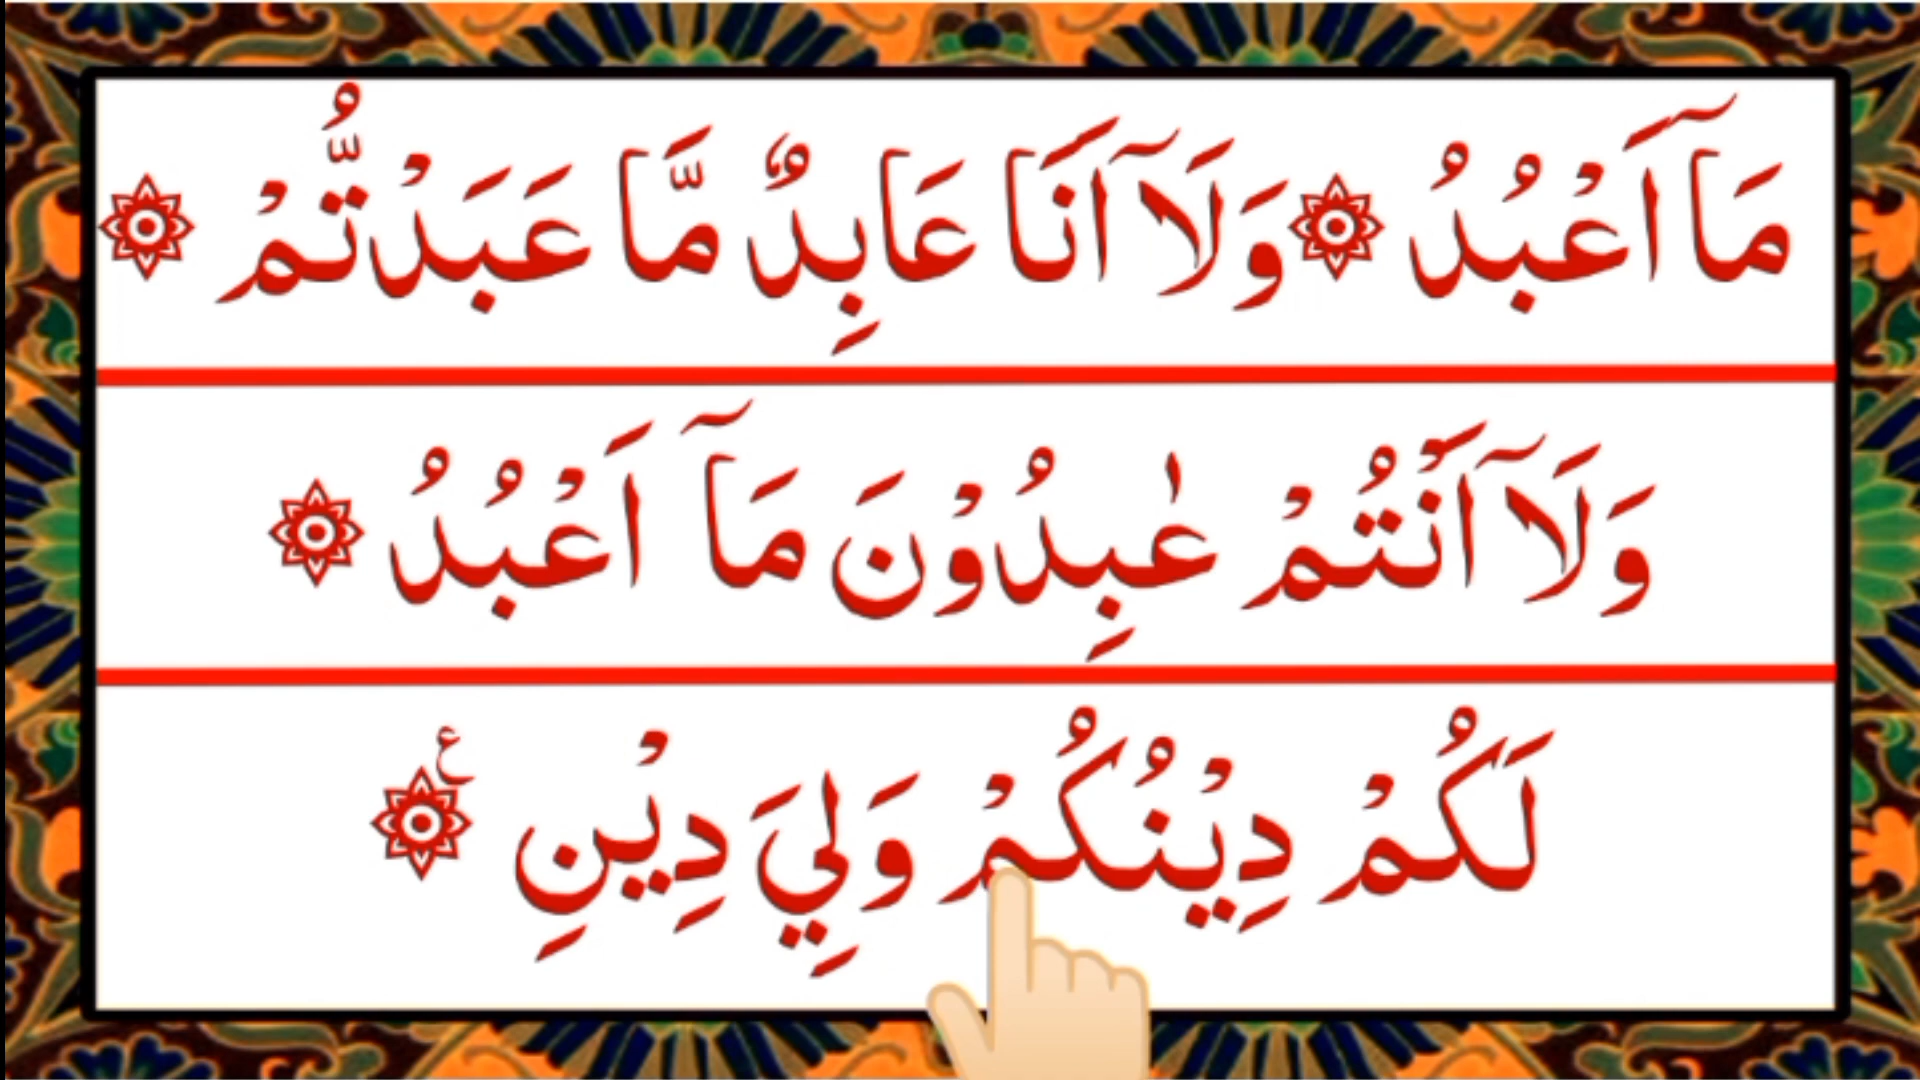 مَآ اَعْبُدُ ۞ وَلَآ اَنَا عَابِدٌ مَّا عَبَدْتُّمْ ۞
وَلَآ اَنْتُمْ عٰبِدُوْنَ مَآ اَعْبُدُ ۞
لَكُمْ دِيْنُكُمْ وَلِيَ دِيْنِ ۞ ع